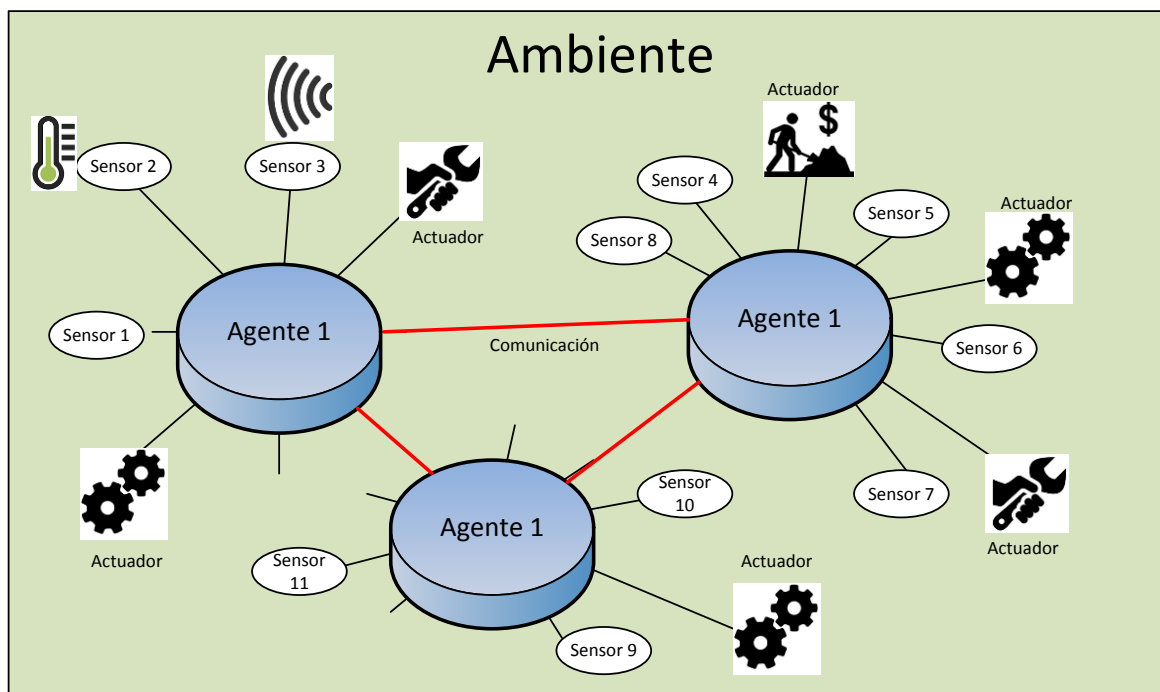 Ambiente
Actuador
Sensor 2
Sensor 3
Sensor 4
Sensor 5
Actuador
Actuador
Sensor 8
Sensor 1
Agente 1
Agente 1
Comunicación
Sensor 6
Sensor 7
Sensor
10
Agente 1
Actuador
Sensor
11
Actuador
Actuador
Sensor 9
$